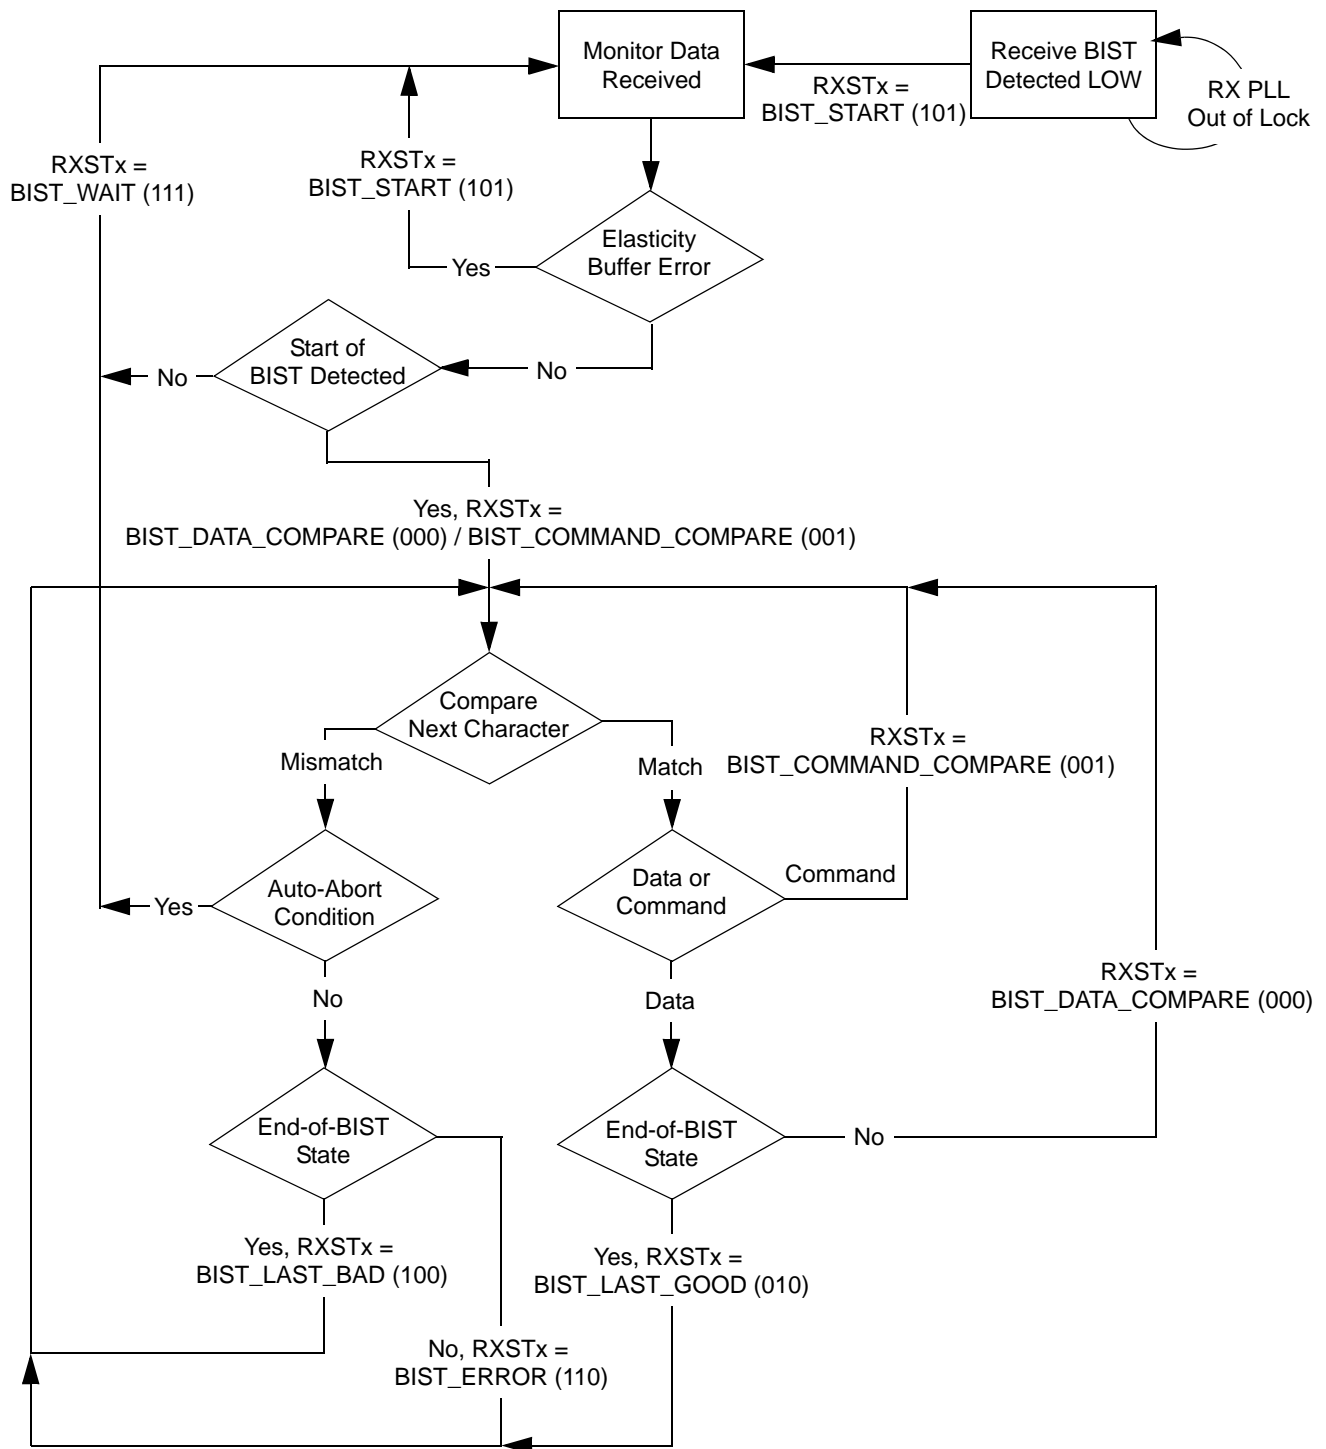 Monitor Data
Received
Receive BIST
Detected LOW
RX PLL
Out of Lock
RXSTx =
BIST_START (101)
RXSTx =
BIST_WAIT (111)
RXSTx =
BIST_START (101)
Elasticity
Buffer Error
Yes
Start of
BIST Detected
No
No
Yes, RXSTx =
BIST_DATA_COMPARE (000) / BIST_COMMAND_COMPARE (001)
Compare
Next Character
RXSTx =
BIST_COMMAND_COMPARE (001)
Mismatch
Match
Auto-Abort
Condition
Yes
Data or
Command
Command
No
Data
RXSTx =
BIST_DATA_COMPARE (000)
End-of-BIST
State
End-of-BIST
State
No
Yes, RXSTx =
BIST_LAST_BAD (100)
Yes, RXSTx =
BIST_LAST_GOOD (010)
No, RXSTx =
BIST_ERROR (110)